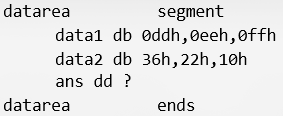 datarea segment
data1 db 0ddh,0eeh,0ffh
data2 db 36h,22h,10h
ans dd ?
datarea ends